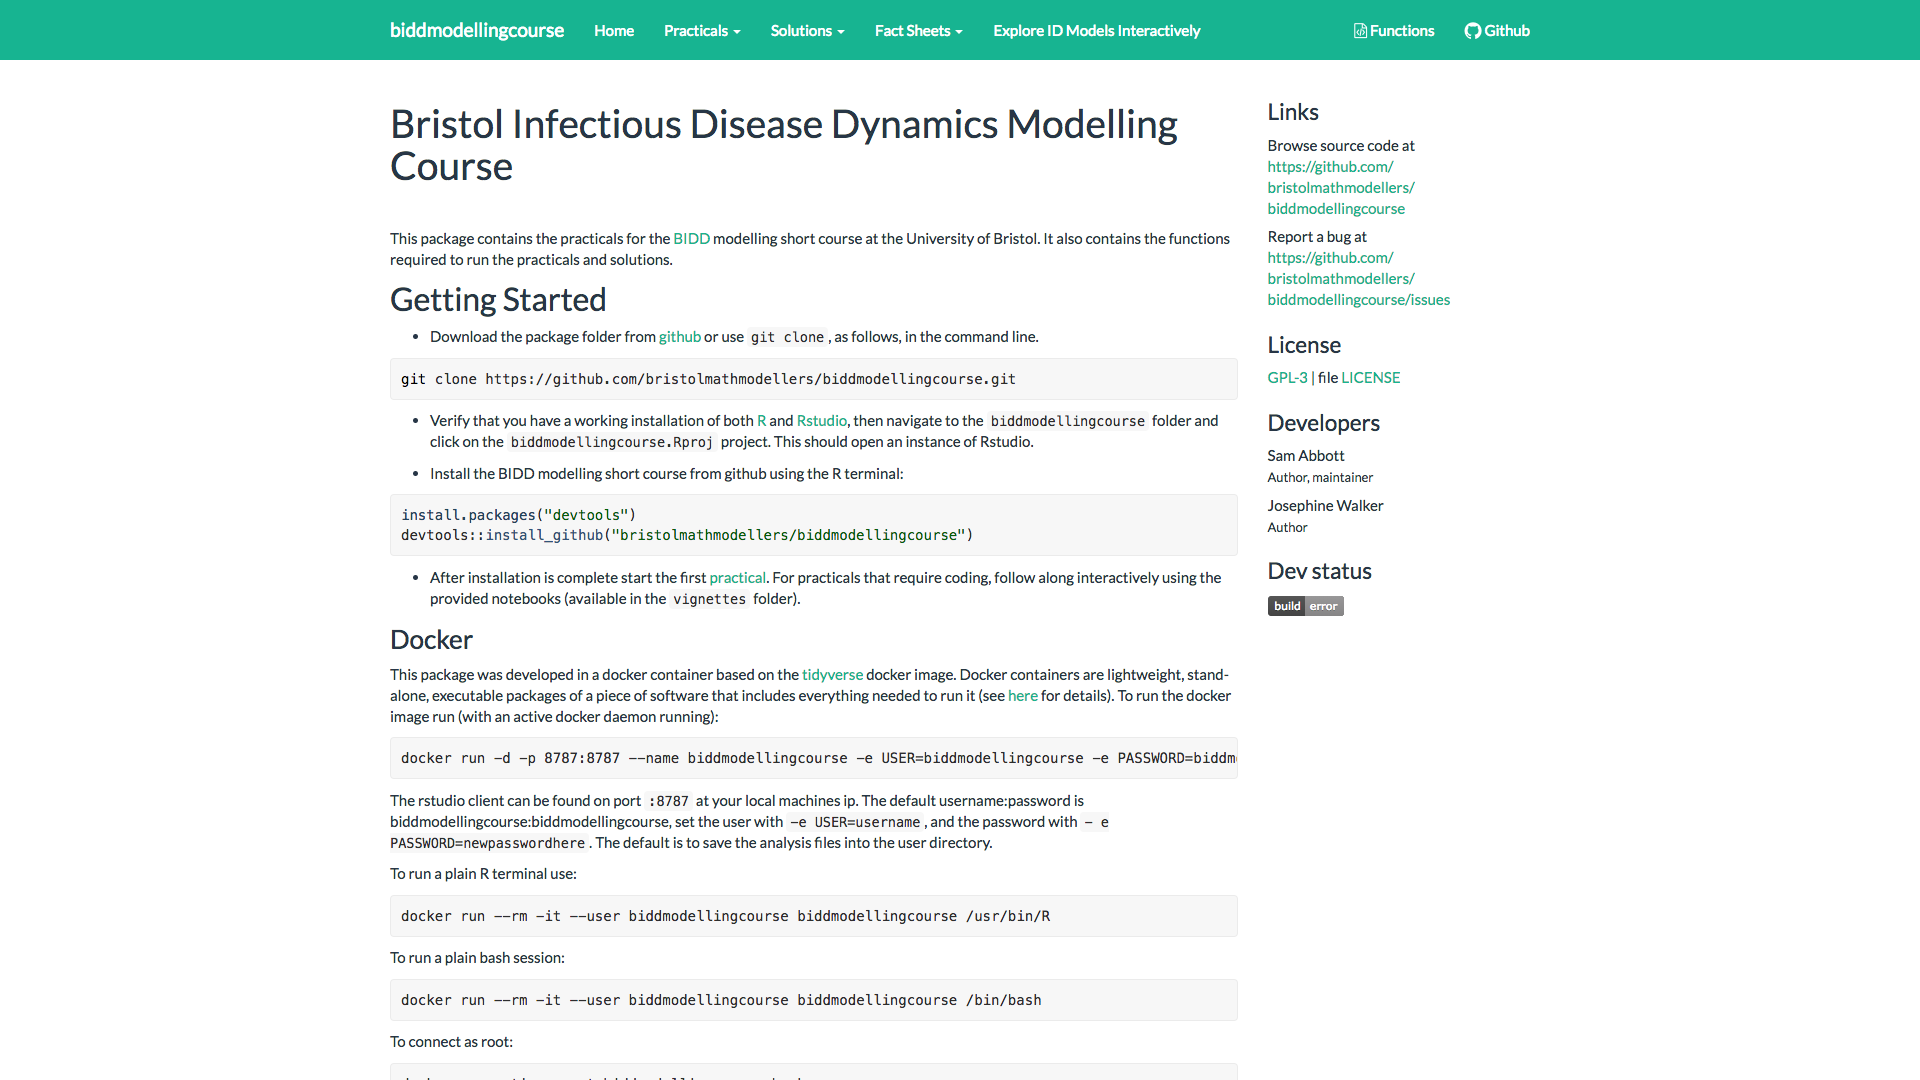 biddmodellingcourse Home Practicals Solutions Fact Sheets Explore ID Models Interactively Functions Github
Bristol Infectious Disease Dynamics Modelling
Course
This package contains the practicals for the BIDD modelling short course at the University of Bristol. It also contains the functions
required to run the practicals and solutions.
Getting Started
• Download the package folder from github or use git clone, as follows, in the command line.
git clone https://github.com/bristolmathmodellers/biddmodellingcourse.git
• Verify that you have a working installation of both R and Rstudio, then navigate to the biddmodellingcourse folder and
click on the biddmodellingcourse.Rproj project. This should open an instance of Rstudio.
• Install the BIDD modelling short course from github using the R terminal:
install.packages("devtools")
devtools::install_github("bristolmathmodellers/biddmodellingcourse")
• After installation is complete start the first practical. For practicals that require coding, follow along interactively using the
provided notebooks (available in the vignettes folder).
Docker
This package was developed in a docker container based on the tidyverse docker image. Docker containers are lightweight, stand-
alone, executable packages of a piece of software that includes everything needed to run it (see here for details). To run the docker
image run (with an active docker daemon running):
docker run -d -p 8787:8787 --name biddmodellingcourse -e USER=biddmodellingcourse -e PASSWORD=biddm
The rstudio client can be found on port :8787 at your local machines ip. The default username:password is
biddmodellingcourse:biddmodellingcourse, set the user with -e USER=username, and the password with - e
PASSWORD=newpasswordhere. The default is to save the analysis files into the user directory.
To run a plain R terminal use:
docker run --rm -it --user biddmodellingcourse biddmodellingcourse /usr/bin/R
To run a plain bash session:
docker run --rm -it --user biddmodellingcourse biddmodellingcourse /bin/bash
To connect as root:
Links
Browse source code at
https://github.com/
bristolmathmodellers/
biddmodellingcourse
Report a bug at
https://github.com/
bristolmathmodellers/
biddmodellingcourse/issues
License
GPL-3 | file LICENSE
Developers
Sam Abbott
Author, maintainer
Josephine Walker
Author
Dev status
build error